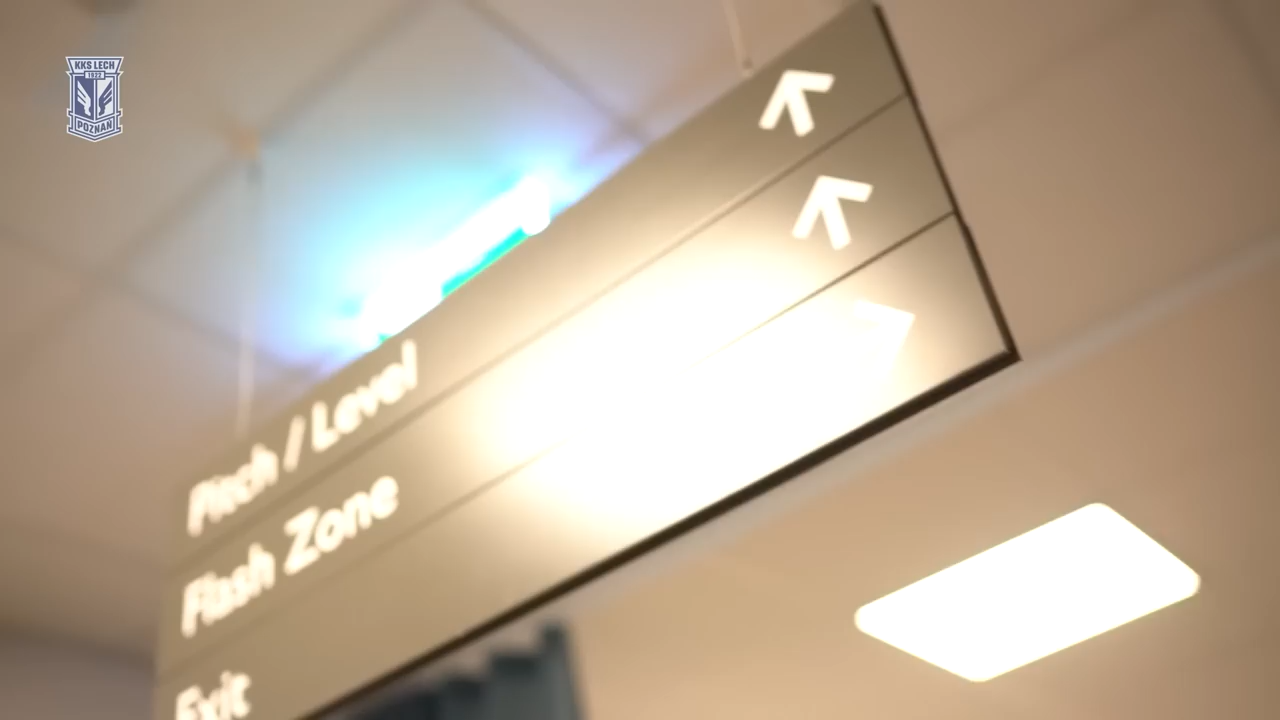 KKS LECH
1922
POZNAŃ
Pitch / Level
Flash Zone
Exit